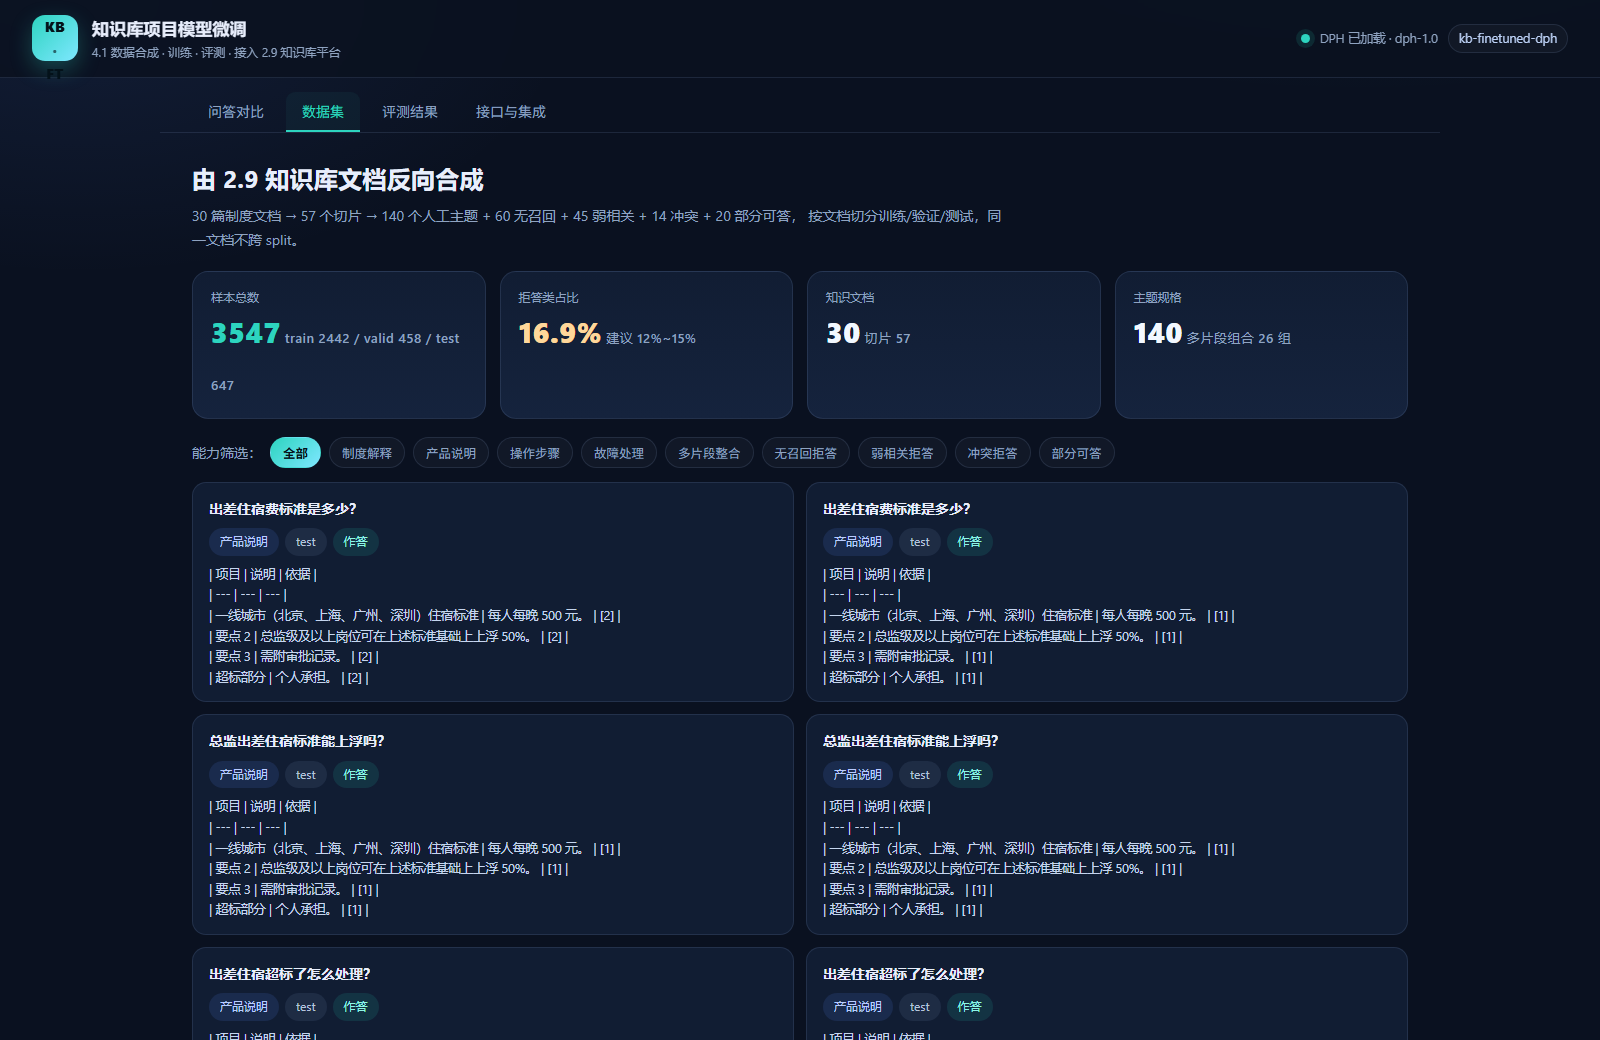 KB
·
FT
知识库项目模型微调
4.1 数据合成 · 训练 · 评测 · 接入 2.9 知识库平台
DPH 已加载 · dph-1.0
kb-finetuned-dph
问答对比
数据集
评测结果
接口与集成
由 2.9 知识库文档反向合成
30 篇制度文档 → 57 个切片 → 140 个人工主题 + 60 无召回 + 45 弱相关 + 14 冲突 + 20 部分可答， 按文档切分训练/验证/测试，同
一文档不跨 split。
样本总数
3547 train 2442 / valid 458 / test
647
拒答类占比
16.9% 建议 12%~15%
知识文档
30 切片 57
主题规格
140 多片段组合 26 组
能力筛选：
全部
制度解释
产品说明
操作步骤
故障处理
多片段整合
无召回拒答
弱相关拒答
冲突拒答
部分可答
出差住宿费标准是多少？
产品说明
test
作答
| 项目 | 说明 | 依据 |
| --- | --- | --- |
| 一线城市（北京、上海、广州、深圳）住宿标准 | 每人每晚 500 元。 | [2] |
| 要点 2 | 总监级及以上岗位可在上述标准基础上上浮 50%。 | [2] |
| 要点 3 | 需附审批记录。 | [2] |
| 超标部分 | 个人承担。 | [2] |
出差住宿费标准是多少？
产品说明
test
作答
| 项目 | 说明 | 依据 |
| --- | --- | --- |
| 一线城市（北京、上海、广州、深圳）住宿标准 | 每人每晚 500 元。 | [1] |
| 要点 2 | 总监级及以上岗位可在上述标准基础上上浮 50%。 | [1] |
| 要点 3 | 需附审批记录。 | [1] |
| 超标部分 | 个人承担。 | [1] |
总监出差住宿标准能上浮吗？
产品说明
test
作答
| 项目 | 说明 | 依据 |
| --- | --- | --- |
| 一线城市（北京、上海、广州、深圳）住宿标准 | 每人每晚 500 元。 | [1] |
| 要点 2 | 总监级及以上岗位可在上述标准基础上上浮 50%。 | [1] |
| 要点 3 | 需附审批记录。 | [1] |
| 超标部分 | 个人承担。 | [1] |
总监出差住宿标准能上浮吗？
产品说明
test
作答
| 项目 | 说明 | 依据 |
| --- | --- | --- |
| 一线城市（北京、上海、广州、深圳）住宿标准 | 每人每晚 500 元。 | [1] |
| 要点 2 | 总监级及以上岗位可在上述标准基础上上浮 50%。 | [1] |
| 要点 3 | 需附审批记录。 | [1] |
| 超标部分 | 个人承担。 | [1] |
出差住宿超标了怎么处理？
产品说明
test
作答
| 项目 | 说明 | 依据 |
出差住宿超标了怎么处理？
产品说明
test
作答
| 项目 | 说明 | 依据 |